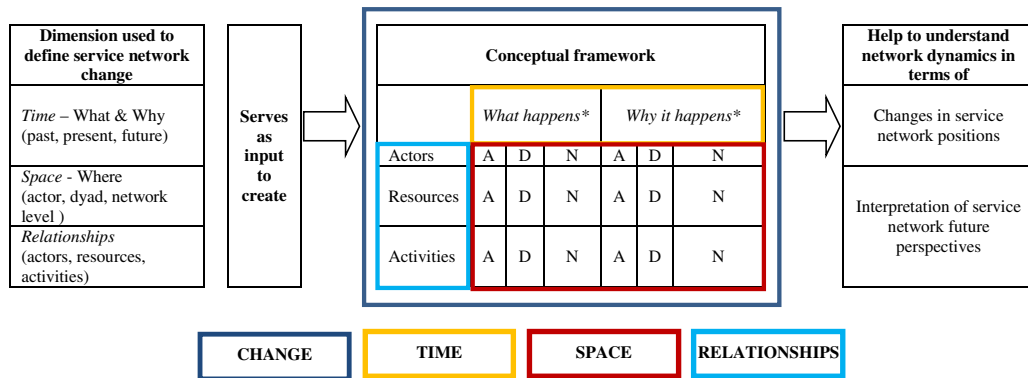 Dimension used to
define service network
change
Time – What & Why
(past, present, future)
Space - Where
(actor, dyad, network
level )
Relationships
(actors, resources,
activities)
Serves
as
input
to
create
Conceptual framework
What happens* Why it happens*
Actors A D N A D N
Resources A D N A D N
Activities A D N A D N
Help to understand
network dynamics in
terms of
Changes in service
network positions
Interpretation of service
network future
perspectives
CHANGE TIME SPACE RELATIONSHIPS